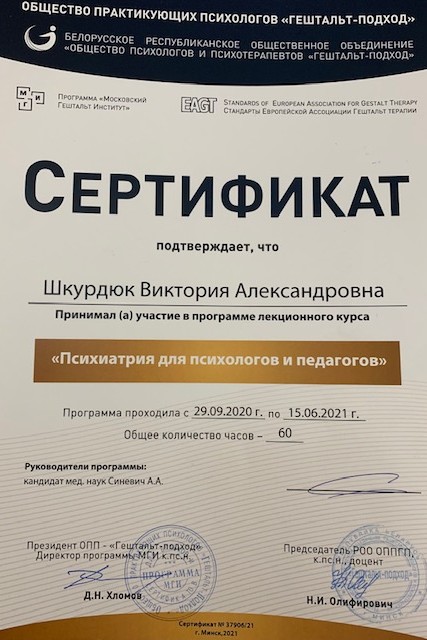 ОБЩЕСТВО ПРАКТИКУЮЩИХ ПСИХОЛОГОВ «ГЕШТАЛЬТ-ПОДХОД»
БЕЛОРУССКОЕ РЕСПУБЛИКАНСКОЕ ОБЩЕСТВЕННОЕ ОБЪЕДИНЕНИЕ
«ОБЩЕСТВО ПСИХОЛОГОВ И ПСИХОТЕРАПЕВТОВ «ГЕШТАЛЬТ-ПОДХОД»
МИГ
ПРОГРАММА «МОСКОВСКИЙ
ГЕШТАЛЬТ ИНСТИТУТ»
EAGT
STANDARDS OF EUROPEAN ASSOCIATION FOR GESTALT THERAPY
СТАНДАРТЫ ЕВРОПЕЙСКОЙ АССОЦИАЦИИ ГЕШТАЛЬТ ТЕРАПИИ
СЕРТИФИКАТ
подтверждает, что
Шкурдюк Виктория Александровна
Принимал (а) участие в программе лекционного курса
«Психиатрия для психологов и педагогов»
Программа проходила с 29.09.2020 г. по 15.06.2021 г.
Общее количество часов – 60
Руководители программы:
кандидат мед. наук Синевич А.А.
Президент ОПП - «Гештальт-подход»
Директор программы МГИ к.пс.н.
Д.Н. Хломов
ПРОГРАММА
МГИ
Председатель РОО ОППГП,
к.пс.н., доцент
Н.И. Олифирович
Сертификат № 37906/21
г. Минск, 2021